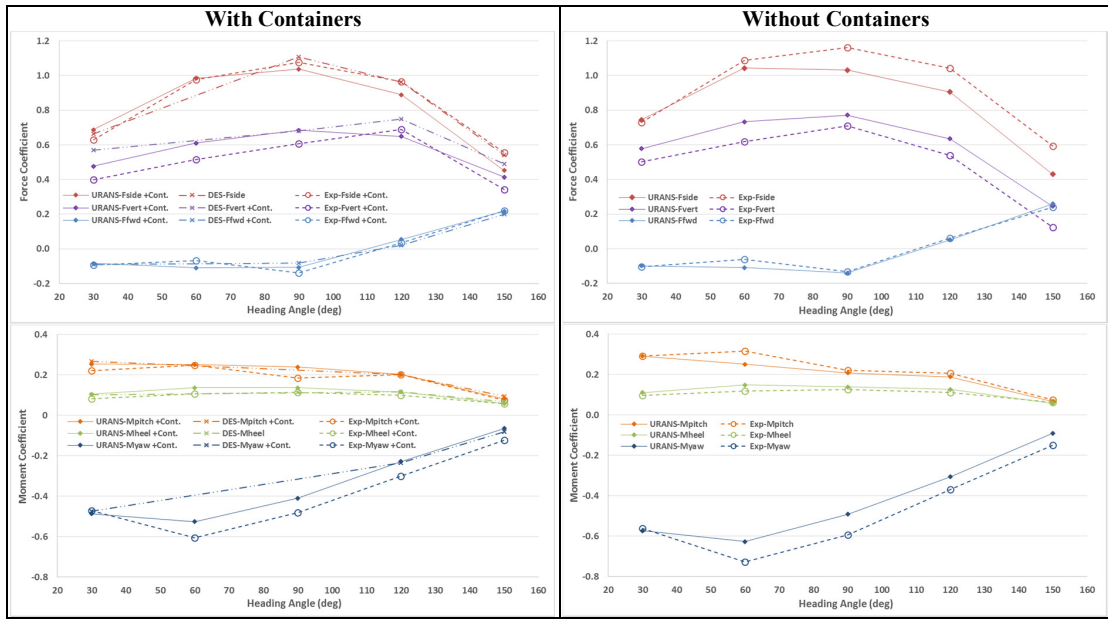 With Containers
Without Containers
1.2
1.0
0.8
0.6
0.4
0.2
0.0
-0.2
Force Coefficient
URANS-Fside +Cont. DES-Fside Exp-Fside +Cont.
URANS-Fvert +Cont. DES-Fvert +Cont. Exp-Fvert +Cont.
URANS-Ffwd +Cont. DES-Ffwd +Cont. Exp-Ffwd +Cont.
20 30 40 50 60 70 80 90 100 110 120 130 140 150 160
Heading Angle (deg)
1.2
1.0
0.8
0.6
0.4
0.2
0.0
-0.2
Force Coefficient
URANS-Fside Exp-Fside
URANS-Fvert Exp-Fvert
URANS-Ffwd Exp-Ffwd
20 30 40 50 60 70 80 90 100 110 120 130 140 150 160
Heading Angle (deg)
0.4
0.2
0
-0.2
-0.4
-0.6
-0.8
Moment Coefficient
URANS-Mpitch +Cont. DES-Mpitch +Cont. Exp-Mpitch +Cont.
URANS-Mheel +Cont. DES-Mheel Exp-Mheel +Cont.
URANS-Myaw +Cont. DES-Myaw +Cont. Exp-Myaw +Cont.
20 30 40 50 60 70 80 90 100 110 120 130 140 150 160
Heading Angle (deg)
0.4
0.2
0
-0.2
-0.4
-0.6
-0.8
Moment Coefficient
URANS-Mpitch Exp-Mpitch
URANS-Mheel Exp-Mheel
URANS-Myaw Exp-Myaw
20 30 40 50 60 70 80 90 100 110 120 130 140 150 160
Heading Angle (deg)